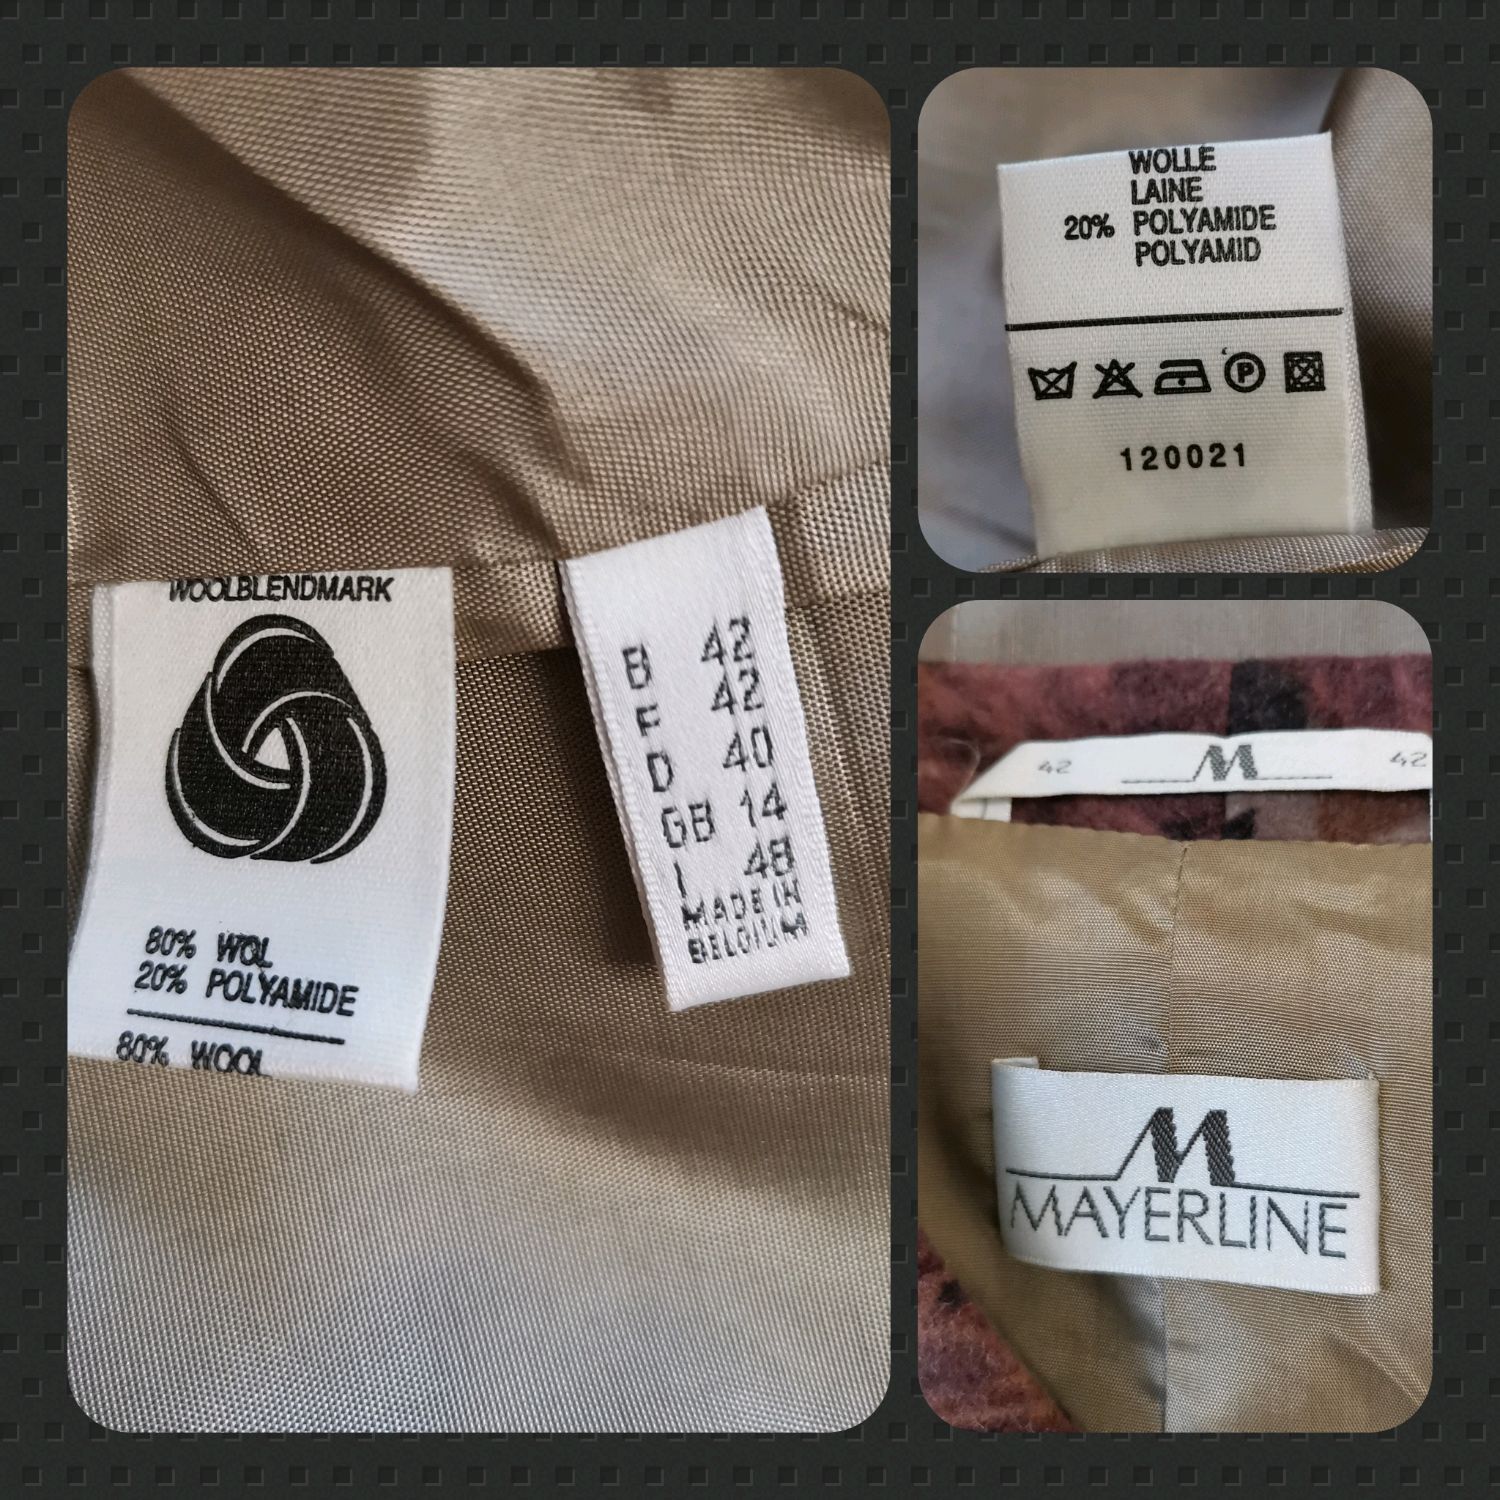 WOOLBLENDMARK
80% WOL
20% POLYAMIDE
80% WOOL
B 42
F 42
D 40
GB 14
I 48
MADE IN
BELGIUM
WOLLE
LAINE
20% POLYAMIDE
POLYAMID
P
120021
42 M 42
M
MAYERLINE